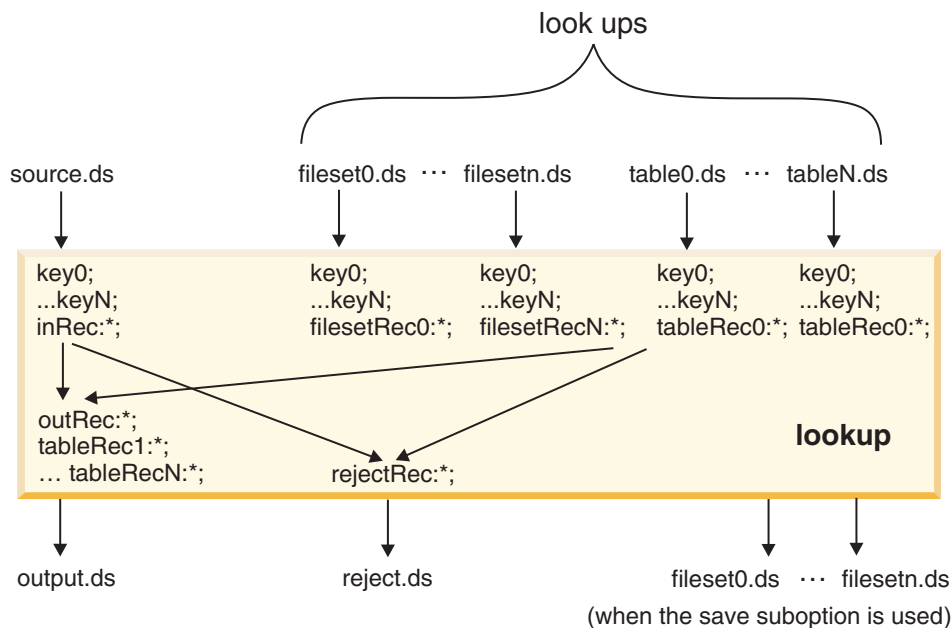 look ups
source.ds
fileset0.ds ... filesetn.ds
table0.ds ... tableN.ds
key0;
...keyN;
inRec:*;
key0;
...keyN;
filesetRec0:*;
key0;
...keyN;
filesetRecN:*;
key0;
...keyN;
tableRec0:*;
key0;
...keyN;
tableRec0:*;
outRec:*;
tableRec1:*;
... tableRecN:*;
rejectRec:*;
lookup
output.ds
reject.ds
fileset0.ds ... filesetn.ds
(when the save suboption is used)